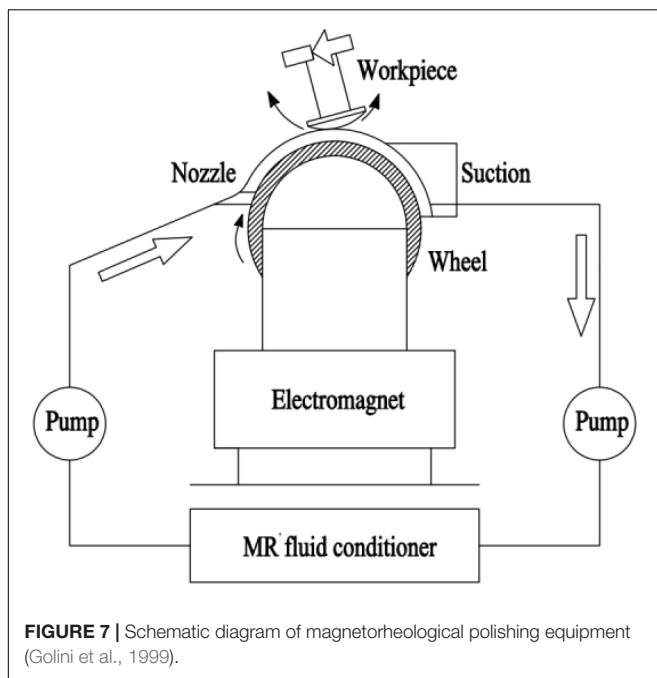 Workpiece
Nozzle
Suction
Wheel
Electromagnet
Pump
Pump
MR fluid conditioner
FIGURE 7 | Schematic diagram of magnetorheological polishing equipment
(Golini et al., 1999).